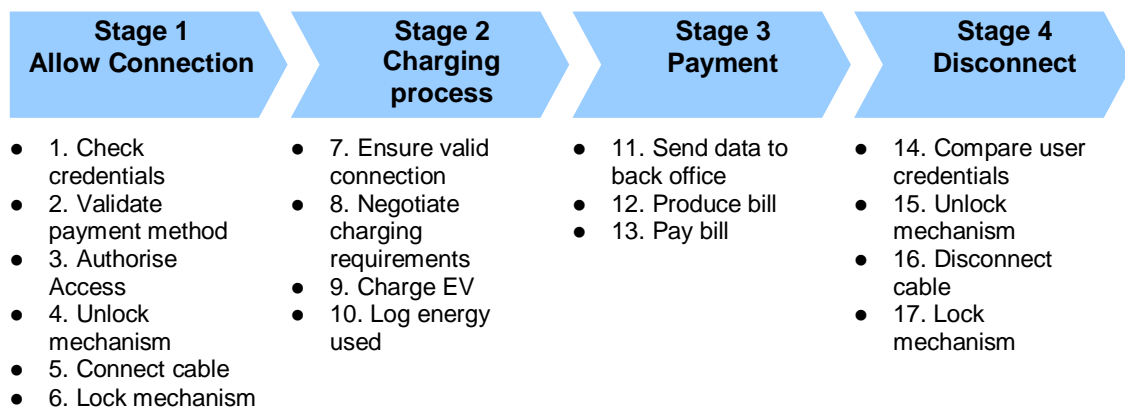 Stage 1
Allow Connection
Stage 2
Charging
process
Stage 3
Payment
Stage 4
Disconnect
● 1. Check
credentials
● 2. Validate
payment method
● 3. Authorise
Access
● 4. Unlock
mechanism
● 5. Connect cable
● 6. Lock mechanism
● 7. Ensure valid
connection
● 8. Negotiate
charging
requirements
● 9. Charge EV
● 10. Log energy
used
● 11. Send data to
back office
● 12. Produce bill
● 13. Pay bill
● 14. Compare user
credentials
● 15. Unlock
mechanism
● 16. Disconnect
cable
● 17. Lock
mechanism